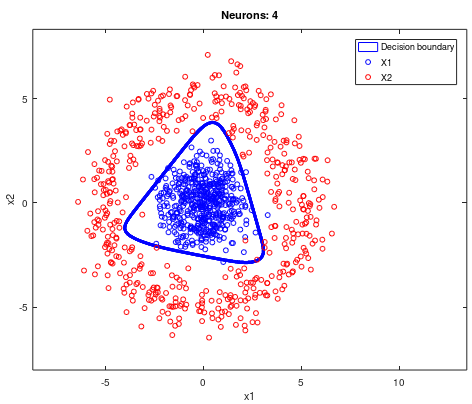 Neurons: 4
Decision boundary
X1
X2
5
0
-5
x2
-5 0 5 10
x1